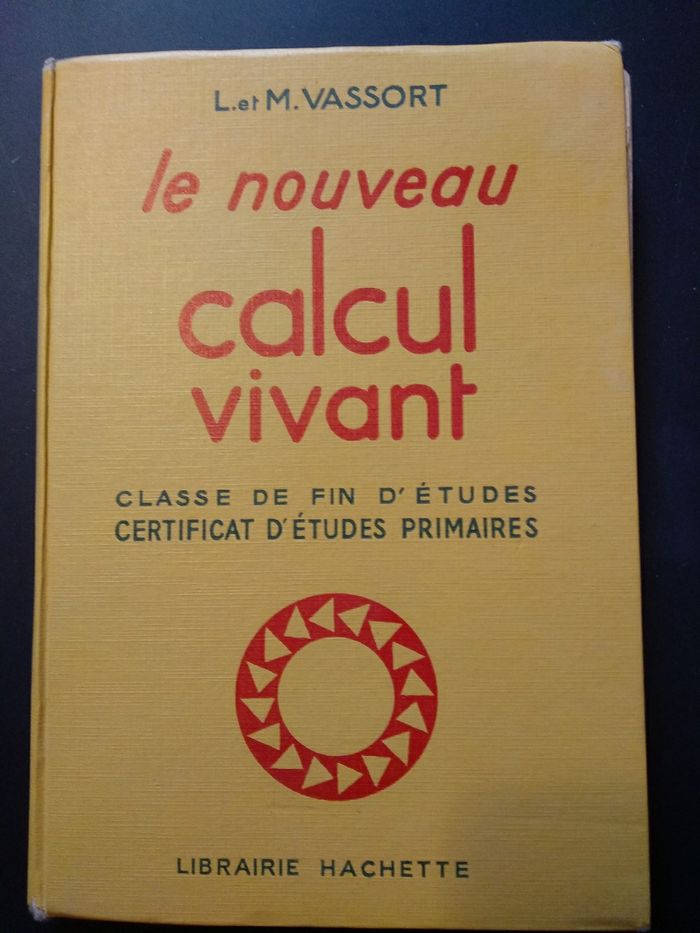 L. et M. VASSORT
le nouveau
calcul
vivant
CLASSE DE FIN D'ÉTUDES
CERTIFICAT D'ÉTUDES PRIMAIRES
LIBRAIRIE HACHETTE